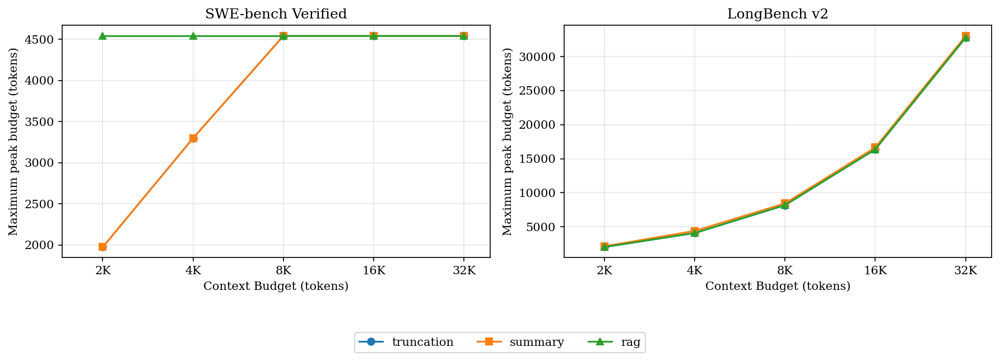 SWE-bench Verified
Maximum peak budget (tokens)
4500
4000
3500
3000
2500
2000
2K 4K 8K 16K 32K
Context Budget (tokens)
LongBench v2
Maximum peak budget (tokens)
30000
25000
20000
15000
10000
5000
2K 4K 8K 16K 32K
Context Budget (tokens)
truncation summary rag